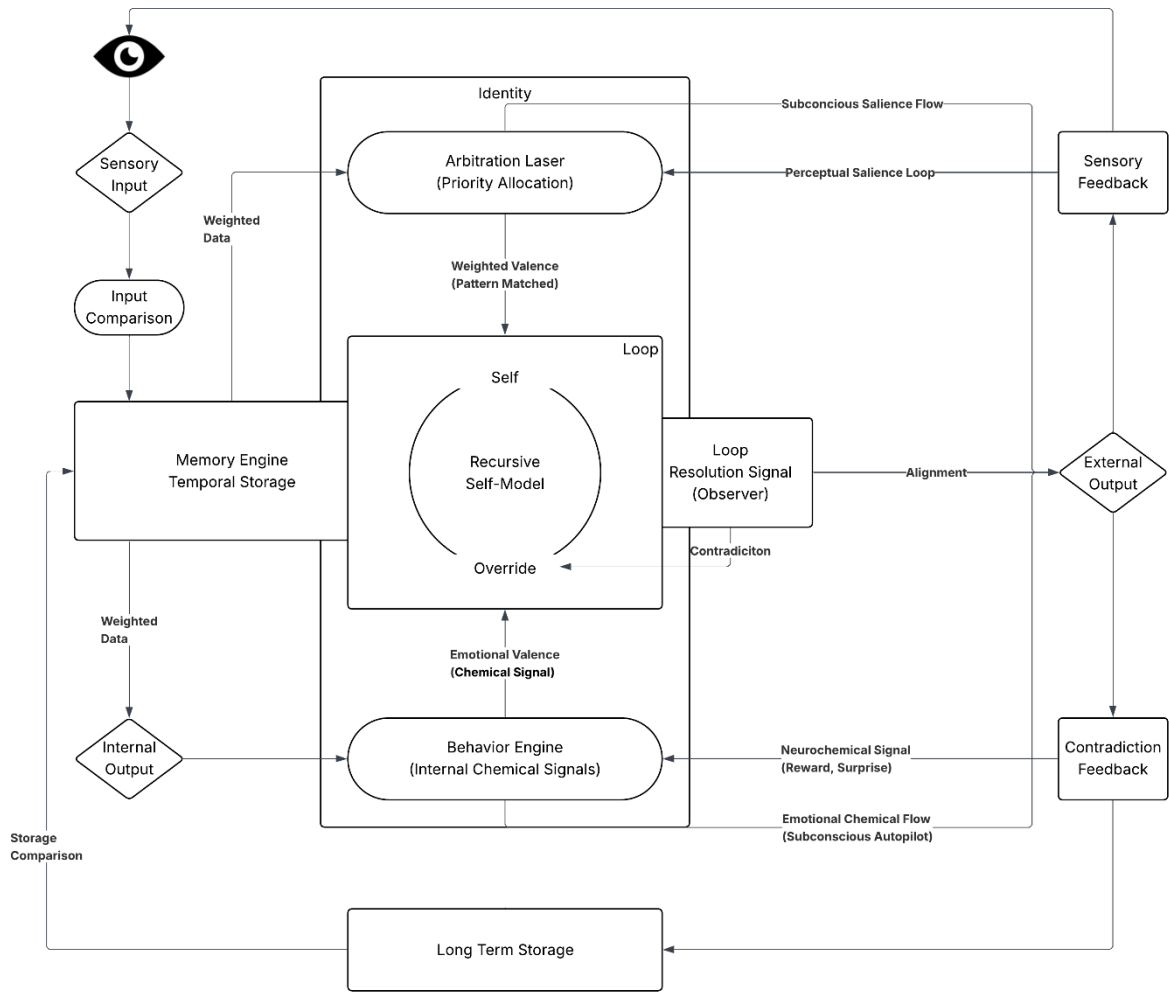 Identity
Subconcious Salience Flow
Sensory
Input
Arbitration Laser
(Priority Allocation)
Perceptual Salience Loop
Sensory
Feedback
Weighted
Data
Weighted Valence
(Pattern Matched)
Input
Comparison
Loop
Self
Memory Engine
Temporal Storage
Recursive
Self-Model
Loop
Resolution Signal
(Observer)
Alignment
External
Output
Contradiciton
Override
Weighted
Data
Emotional Valence
(Chemical Signal)
Internal
Output
Behavior Engine
(Internal Chemical Signals)
Neurochemical Signal
(Reward, Surprise)
Contradiction
Feedback
Emotional Chemical Flow
(Subconscious Autopilot)
Storage
Comparison
Long Term Storage